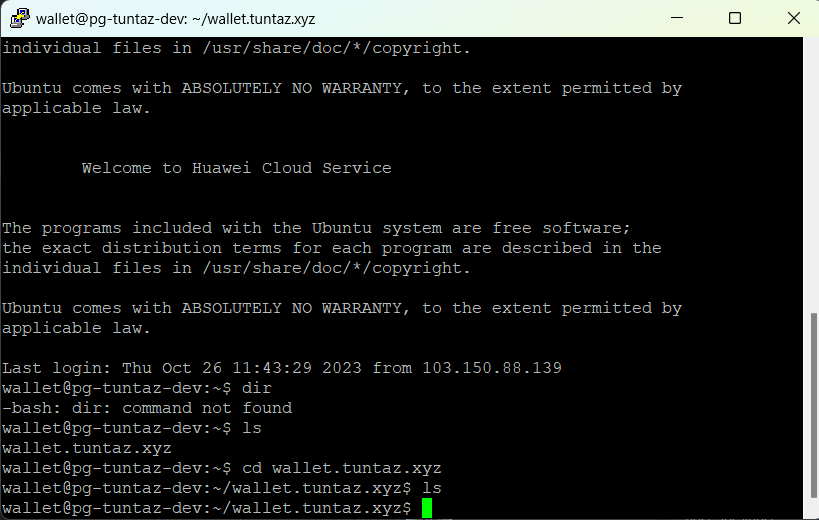 wallet@pg-tuntaz-dev: ~/wallet.tuntaz.xyz
individual files in /usr/share/doc/*/copyright.
Ubuntu comes with ABSOLUTELY NO WARRANTY, to the extent permitted by
applicable law.
Welcome to Huawei Cloud Service
The programs included with the Ubuntu system are free software;
the exact distribution terms for each program are described in the
individual files in /usr/share/doc/*/copyright.
Ubuntu comes with ABSOLUTELY NO WARRANTY, to the extent permitted by
applicable law.
Last login: Thu Oct 26 11:43:29 2023 from 103.150.88.139
wallet@pg-tuntaz-dev:~$ dir
-bash: dir: command not found
wallet@pg-tuntaz-dev:~$ ls
wallet.tuntaz.xyz
wallet@pg-tuntaz-dev:~$ cd wallet.tuntaz.xyz
wallet@pg-tuntaz-dev:~/wallet.tuntaz.xyz$ ls
wallet@pg-tuntaz-dev:~/wallet.tuntaz.xyz$